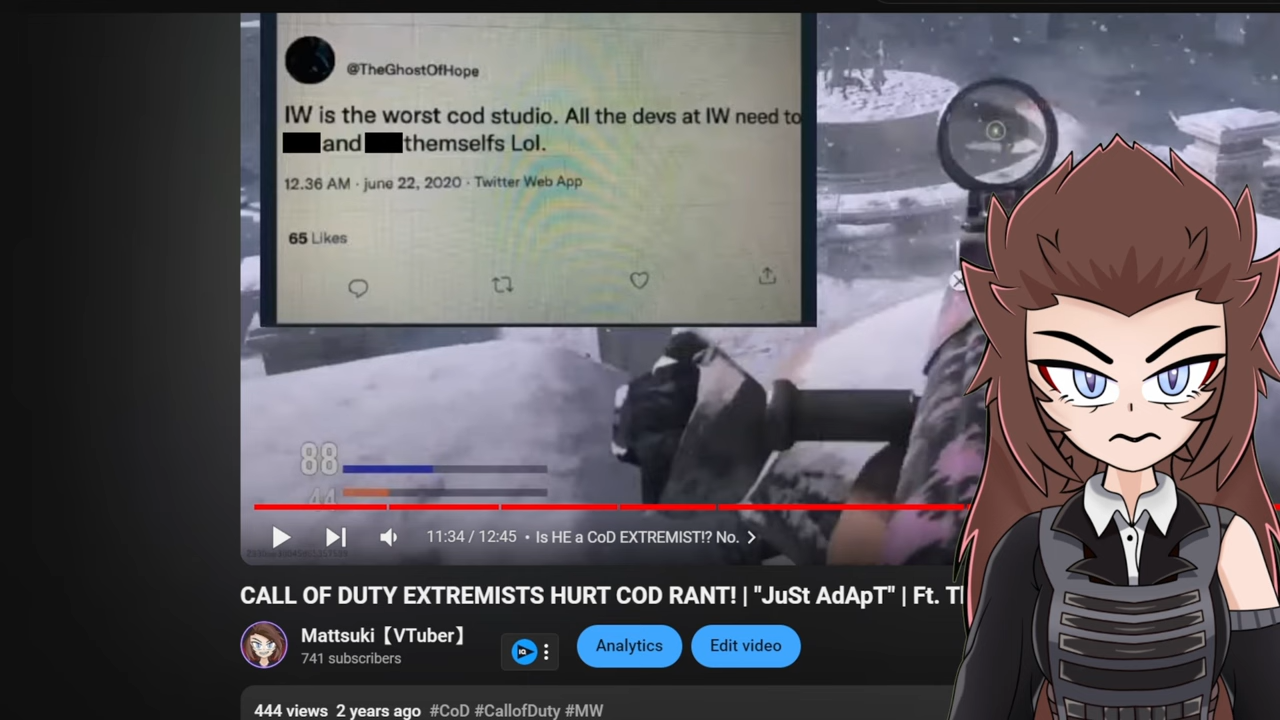 @TheGhostOfHope
IW is the worst cod studio. All the devs at IW need to
and themselfs Lol.
12.36 AM · june 22, 2020 · Twitter Web App
65 Likes
88
44
11:34 / 12:45 • Is HE a CoD EXTREMIST!? No.
CALL OF DUTY EXTREMISTS HURT COD RANT! | "JuSt AdApT" | Ft.
Mattsuki【VTuber】
741 subscribers
IQ
Analytics
Edit video
444 views 2 years ago #CoD #CallofDuty #MW